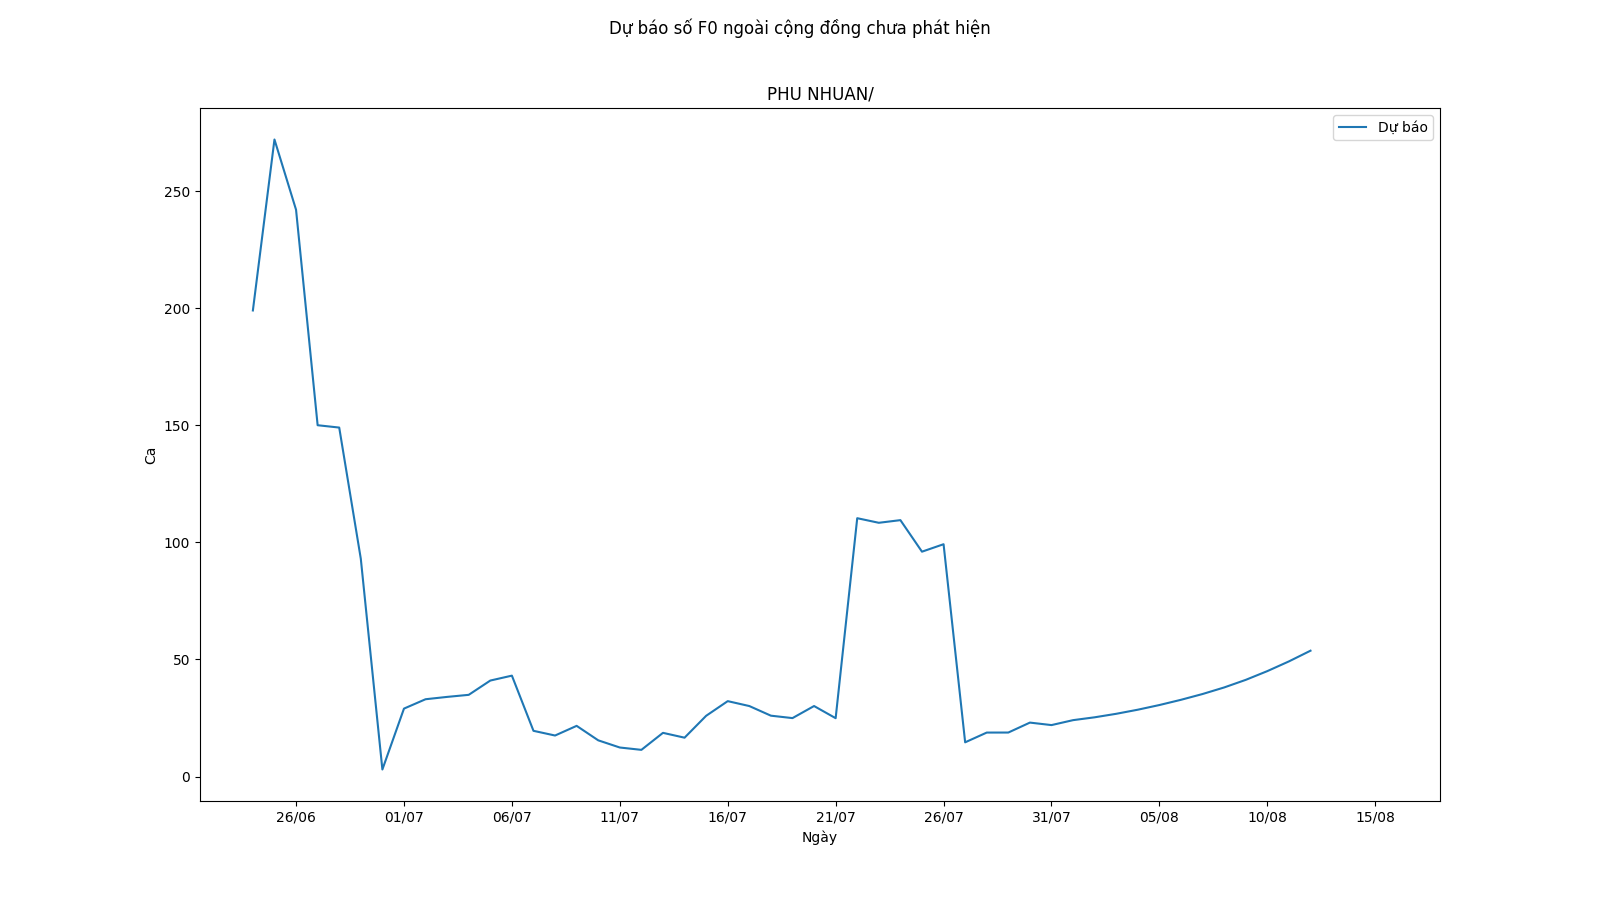 Dự báo số F0 ngoài cộng đồng chưa phát hiện
PHU NHUAN/
Dự báo
250
200
150
100
50
0
Ca
26/06 01/07 06/07 11/07 16/07 21/07 26/07 31/07 05/08 10/08 15/08
Ngày